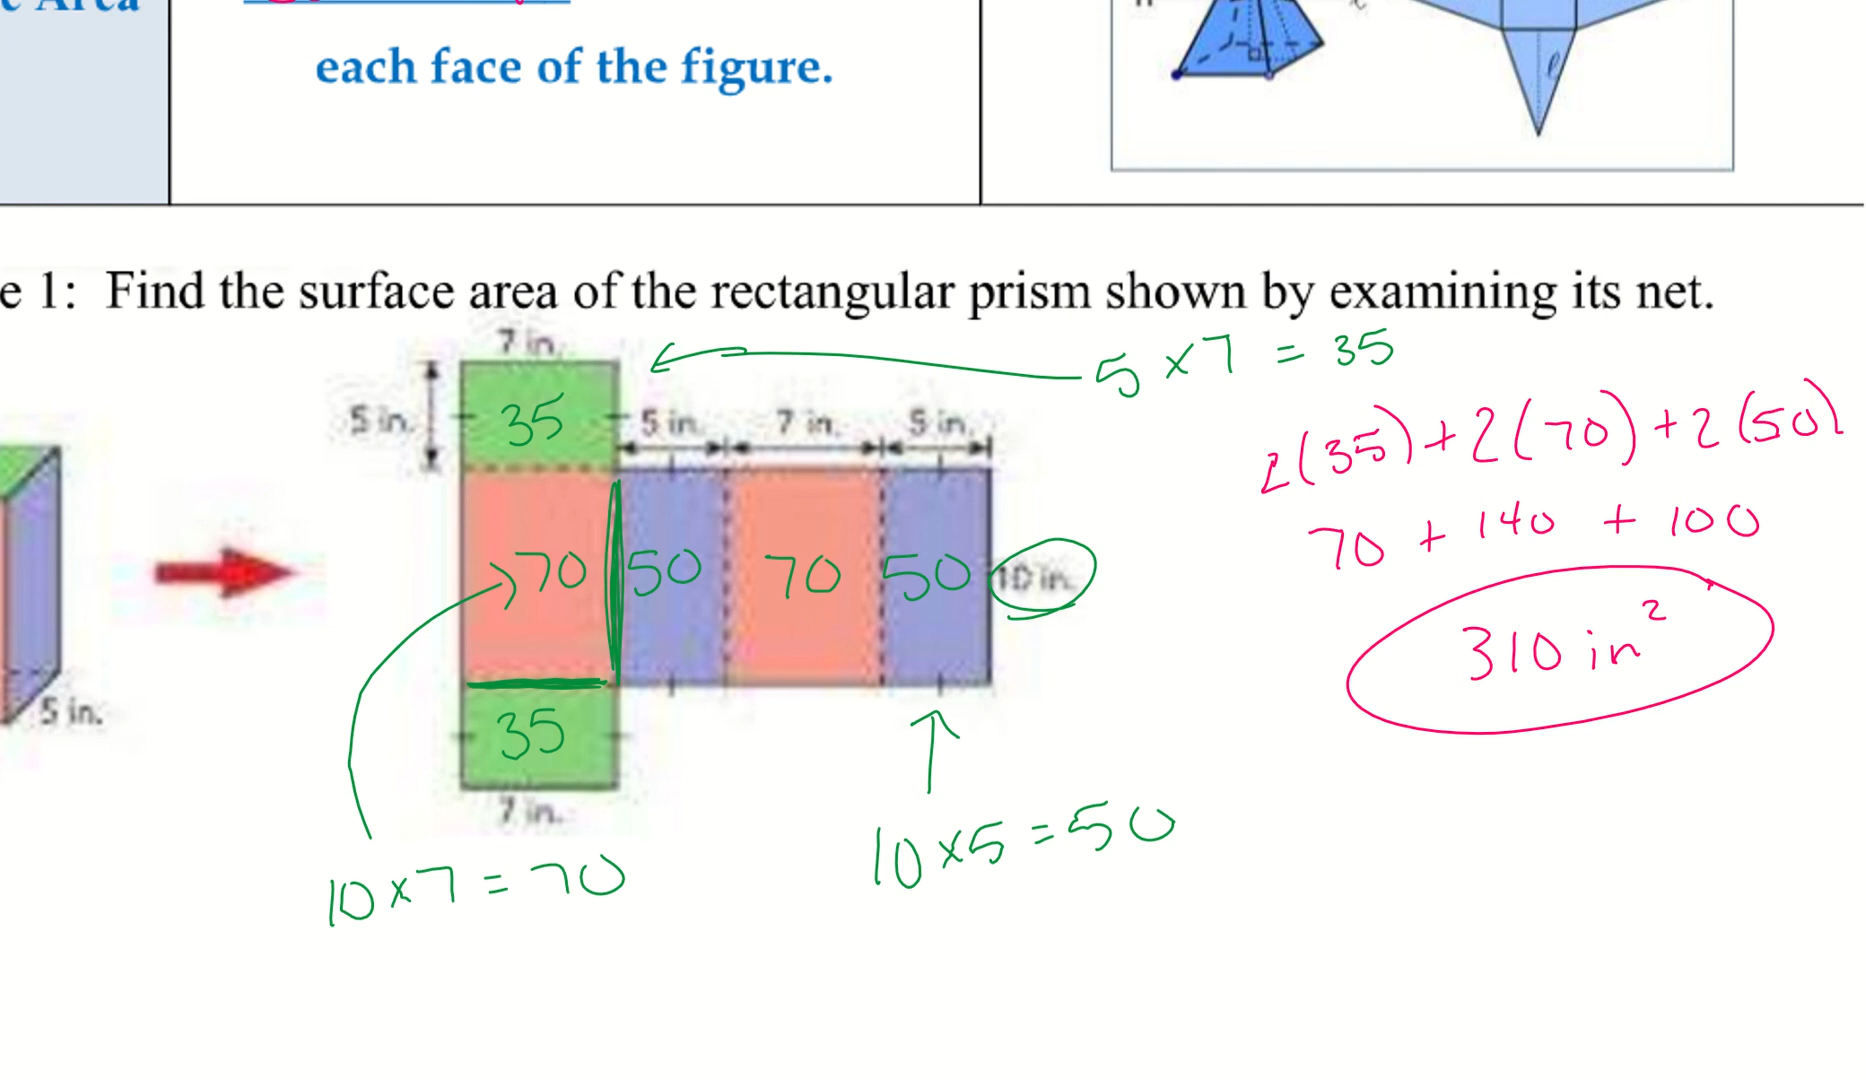 each face of the figure.
ℓ
e 1: Find the surface area of the rectangular prism shown by examining its net.
7 in.
5 × 7 = 35
5 in.
35
5 in.
7 in.
5 in.
2(35)+2(70)+2(50)
70 + 140 + 100
70
50
70
50
10 in.
310 in²
5 in.
35
7 in.
10×7=70
10×5=50